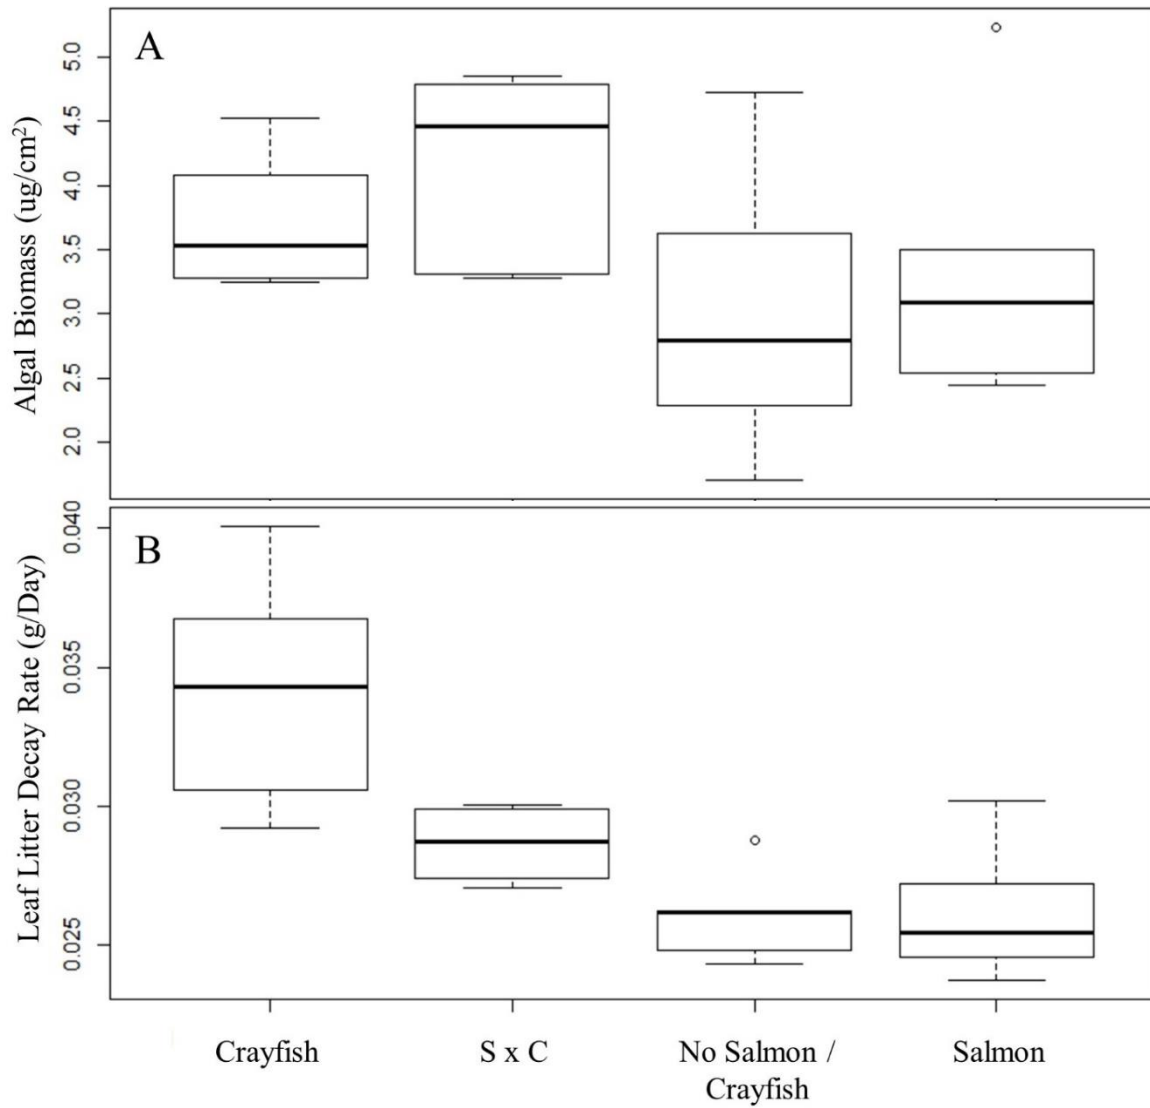 A
Algal Biomass (ug/cm²)
5.0
4.5
4.0
3.5
3.0
2.5
2.0
B
Leaf Litter Decay Rate (g/Day)
0.040
0.035
0.030
0.025
Crayfish
S x C
No Salmon /
Crayfish
Salmon